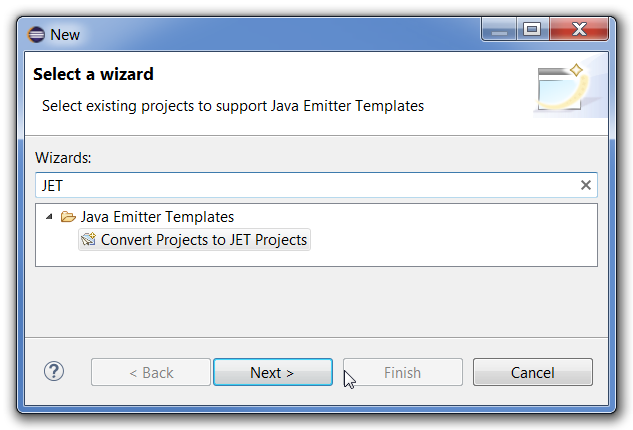 New
Select a wizard
Select existing projects to support Java Emitter Templates
Wizards:
JET
Java Emitter Templates
Convert Projects to JET Projects
< Back
Next >
Finish
Cancel